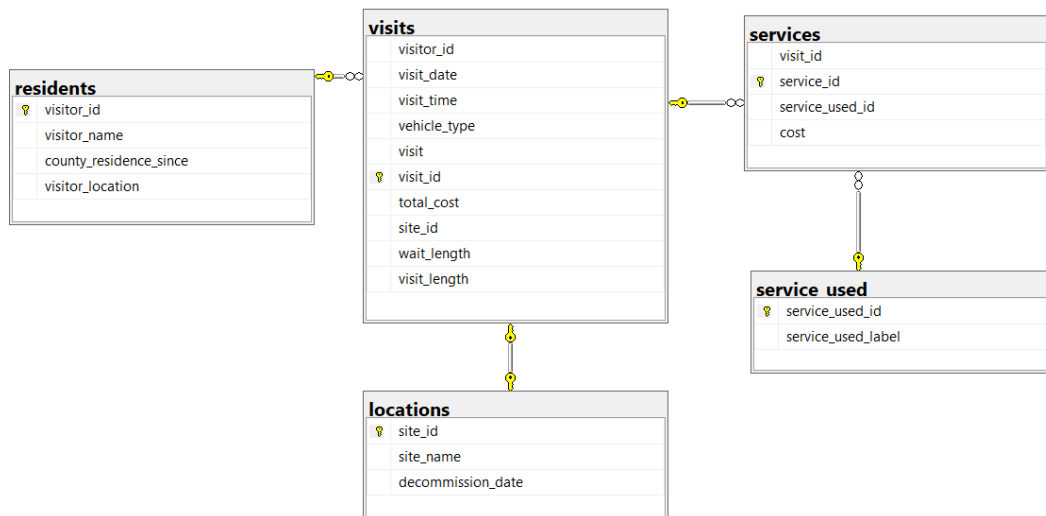 residents
visitor_id
visitor_name
county_residence_since
visitor_location
visits
visitor_id
visit_date
visit_time
vehicle_type
visit
visit_id
total_cost
site_id
wait_length
visit_length
services
visit_id
service_id
service_used_id
cost
service_used
service_used_id
service_used_label
locations
site_id
site_name
decommission_date